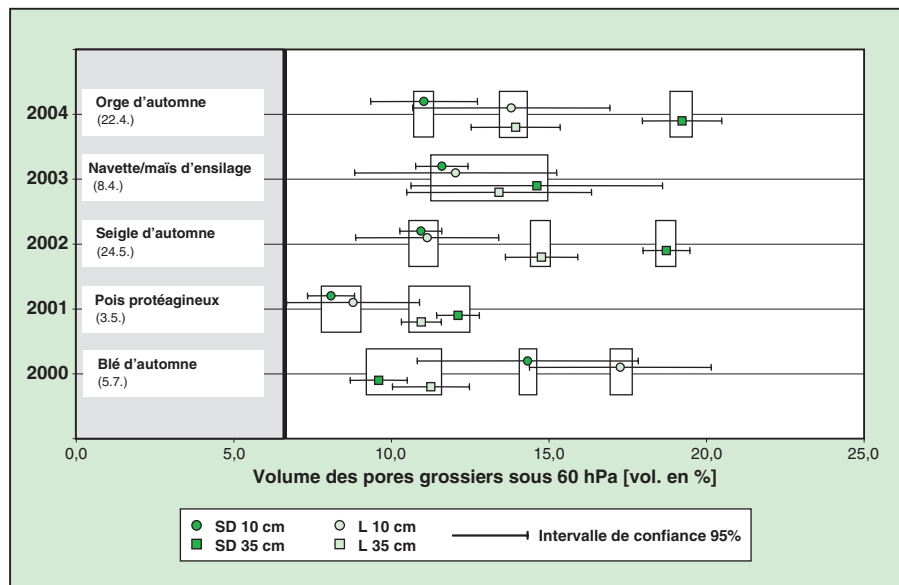 2004
Orge d'automne
(22.4.)
2003
Navette/maïs d'ensilage
(8.4.)
2002
Seigle d'automne
(24.5.)
2001
Pois protéagineux
(3.5.)
2000
Blé d'automne
(5.7.)
0,0 5,0 10,0 15,0 20,0 25,0
Volume des pores grossiers sous 60 hPa [vol. en %]
SD 10 cm L 10 cm Intervalle de confiance 95%
SD 35 cm L 35 cm